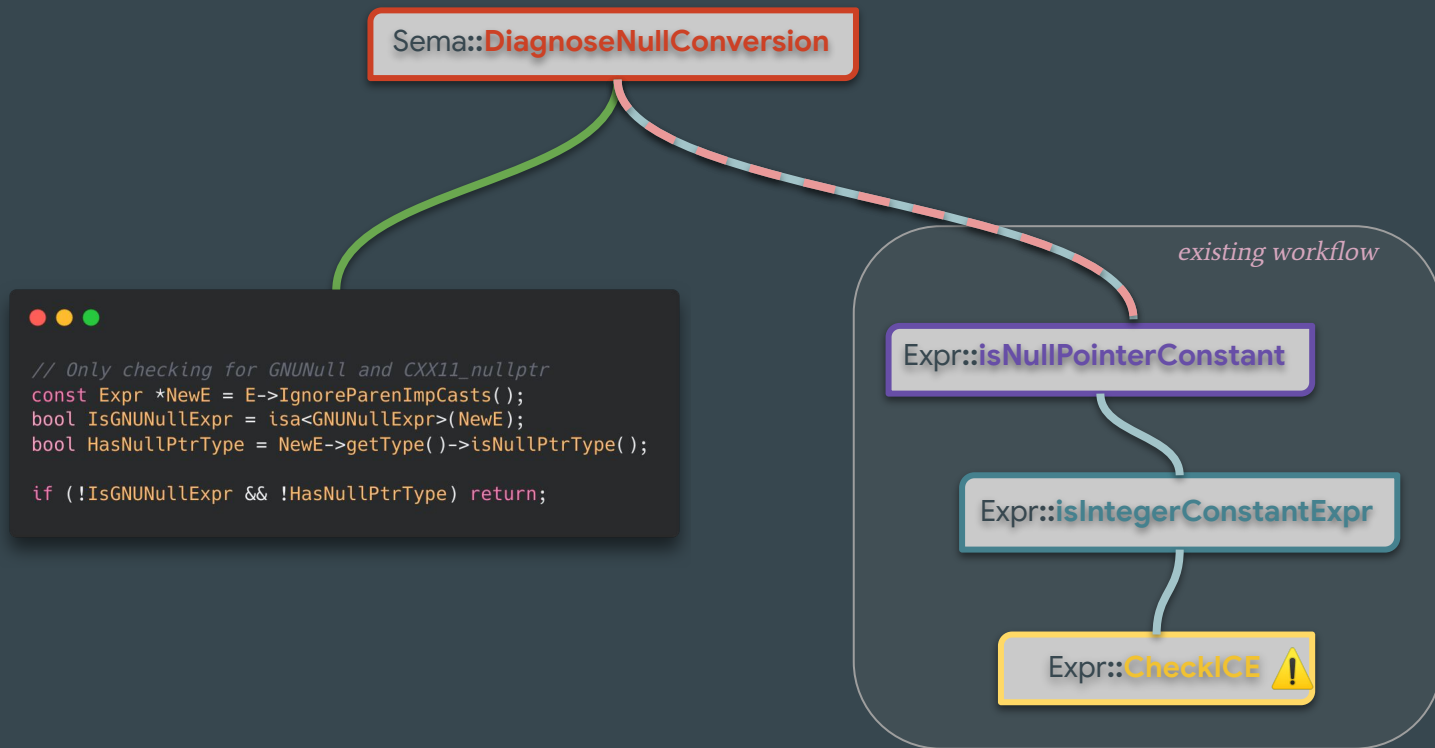 Sema::DiagnoseNullConversion
existing workflow
// Only checking for GNUNull and CXX11_nullptr
const Expr *NewE = E->IgnoreParenImpCasts();
bool IsGNUNullExpr = isa<GNUNullExpr>(NewE);
bool HasNullPtrType = NewE->getType()->isNullPtrType();
if (!IsGNUNullExpr && !HasNullPtrType) return;
Expr::isNullPointerConstant
Expr::isIntegerConstantExpr
Expr::CheckICE